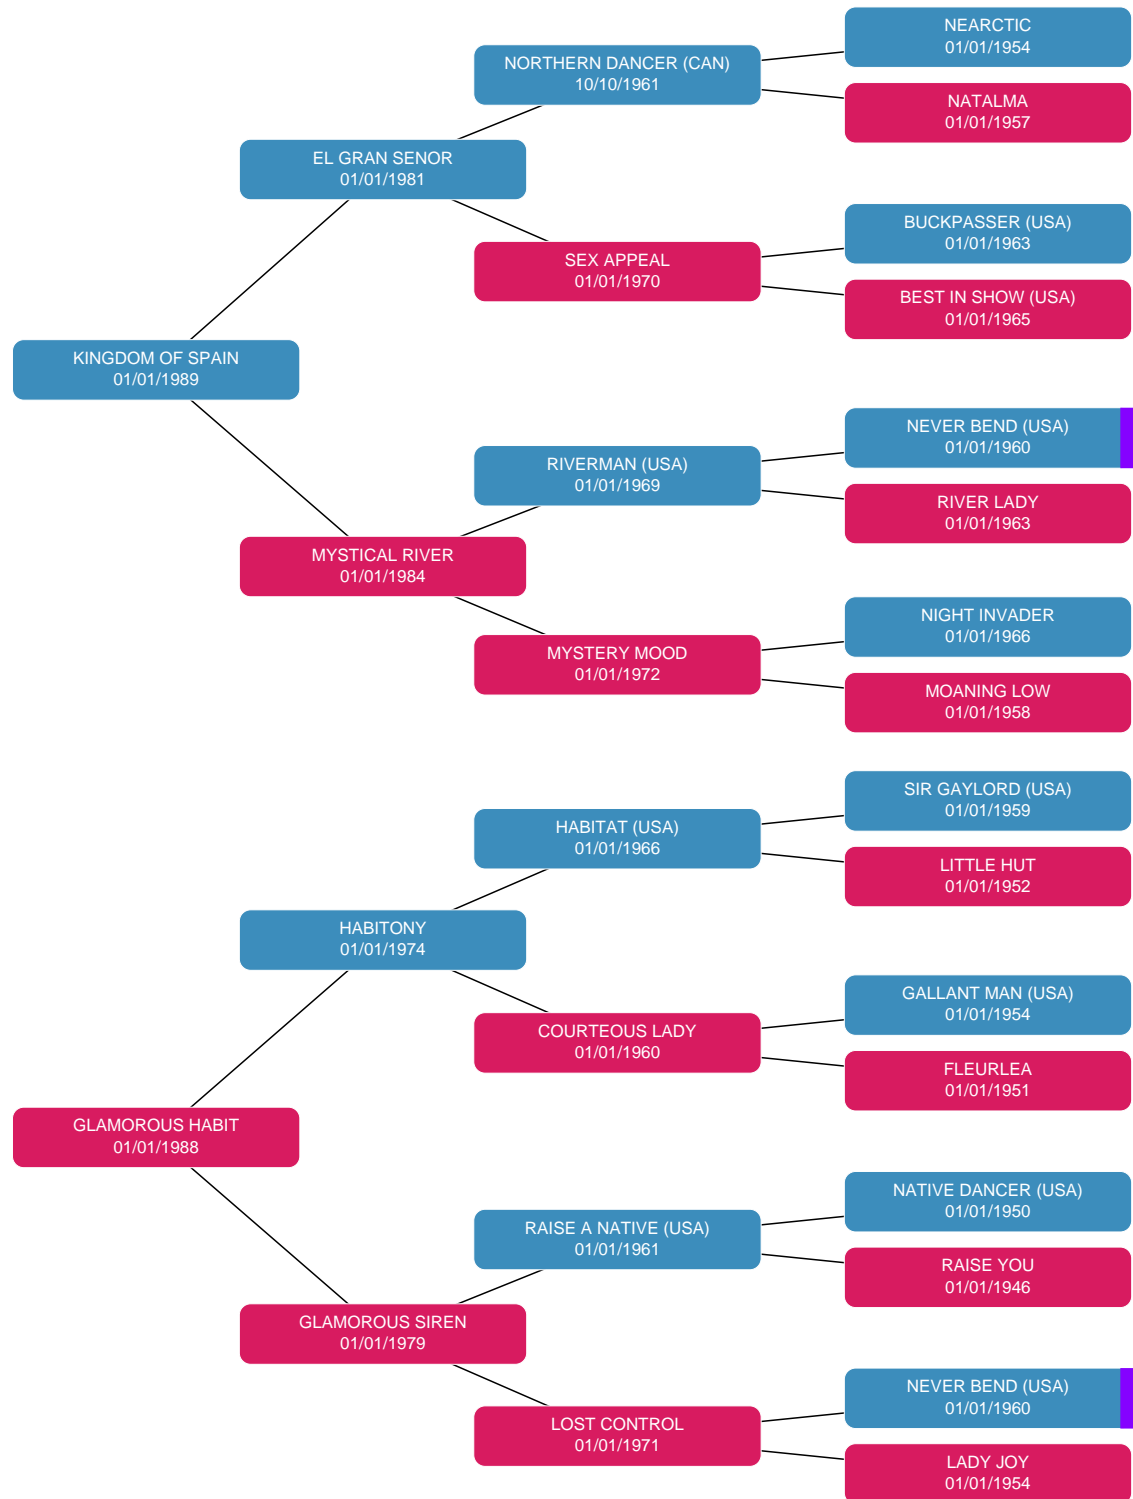 NEARCTIC
01/01/1954
NORTHERN DANCER (CAN)
10/10/1961
NATALMA
01/01/1957
EL GRAN SENOR
01/01/1981
BUCKPASSER (USA)
01/01/1963
SEX APPEAL
01/01/1970
BEST IN SHOW (USA)
01/01/1965
KINGDOM OF SPAIN
01/01/1989
NEVER BEND (USA)
01/01/1960
RIVERMAN (USA)
01/01/1969
RIVER LADY
01/01/1963
MYSTICAL RIVER
01/01/1984
NIGHT INVADER
01/01/1966
MYSTERY MOOD
01/01/1972
MOANING LOW
01/01/1958
SIR GAYLORD (USA)
01/01/1959
HABITAT (USA)
01/01/1966
LITTLE HUT
01/01/1952
HABITONY
01/01/1974
GALLANT MAN (USA)
01/01/1954
COURTEOUS LADY
01/01/1960
FLEURLEA
01/01/1951
GLAMOROUS HABIT
01/01/1988
NATIVE DANCER (USA)
01/01/1950
RAISE A NATIVE (USA)
01/01/1961
RAISE YOU
01/01/1946
GLAMOROUS SIREN
01/01/1979
NEVER BEND (USA)
01/01/1960
LOST CONTROL
01/01/1971
LADY JOY
01/01/1954